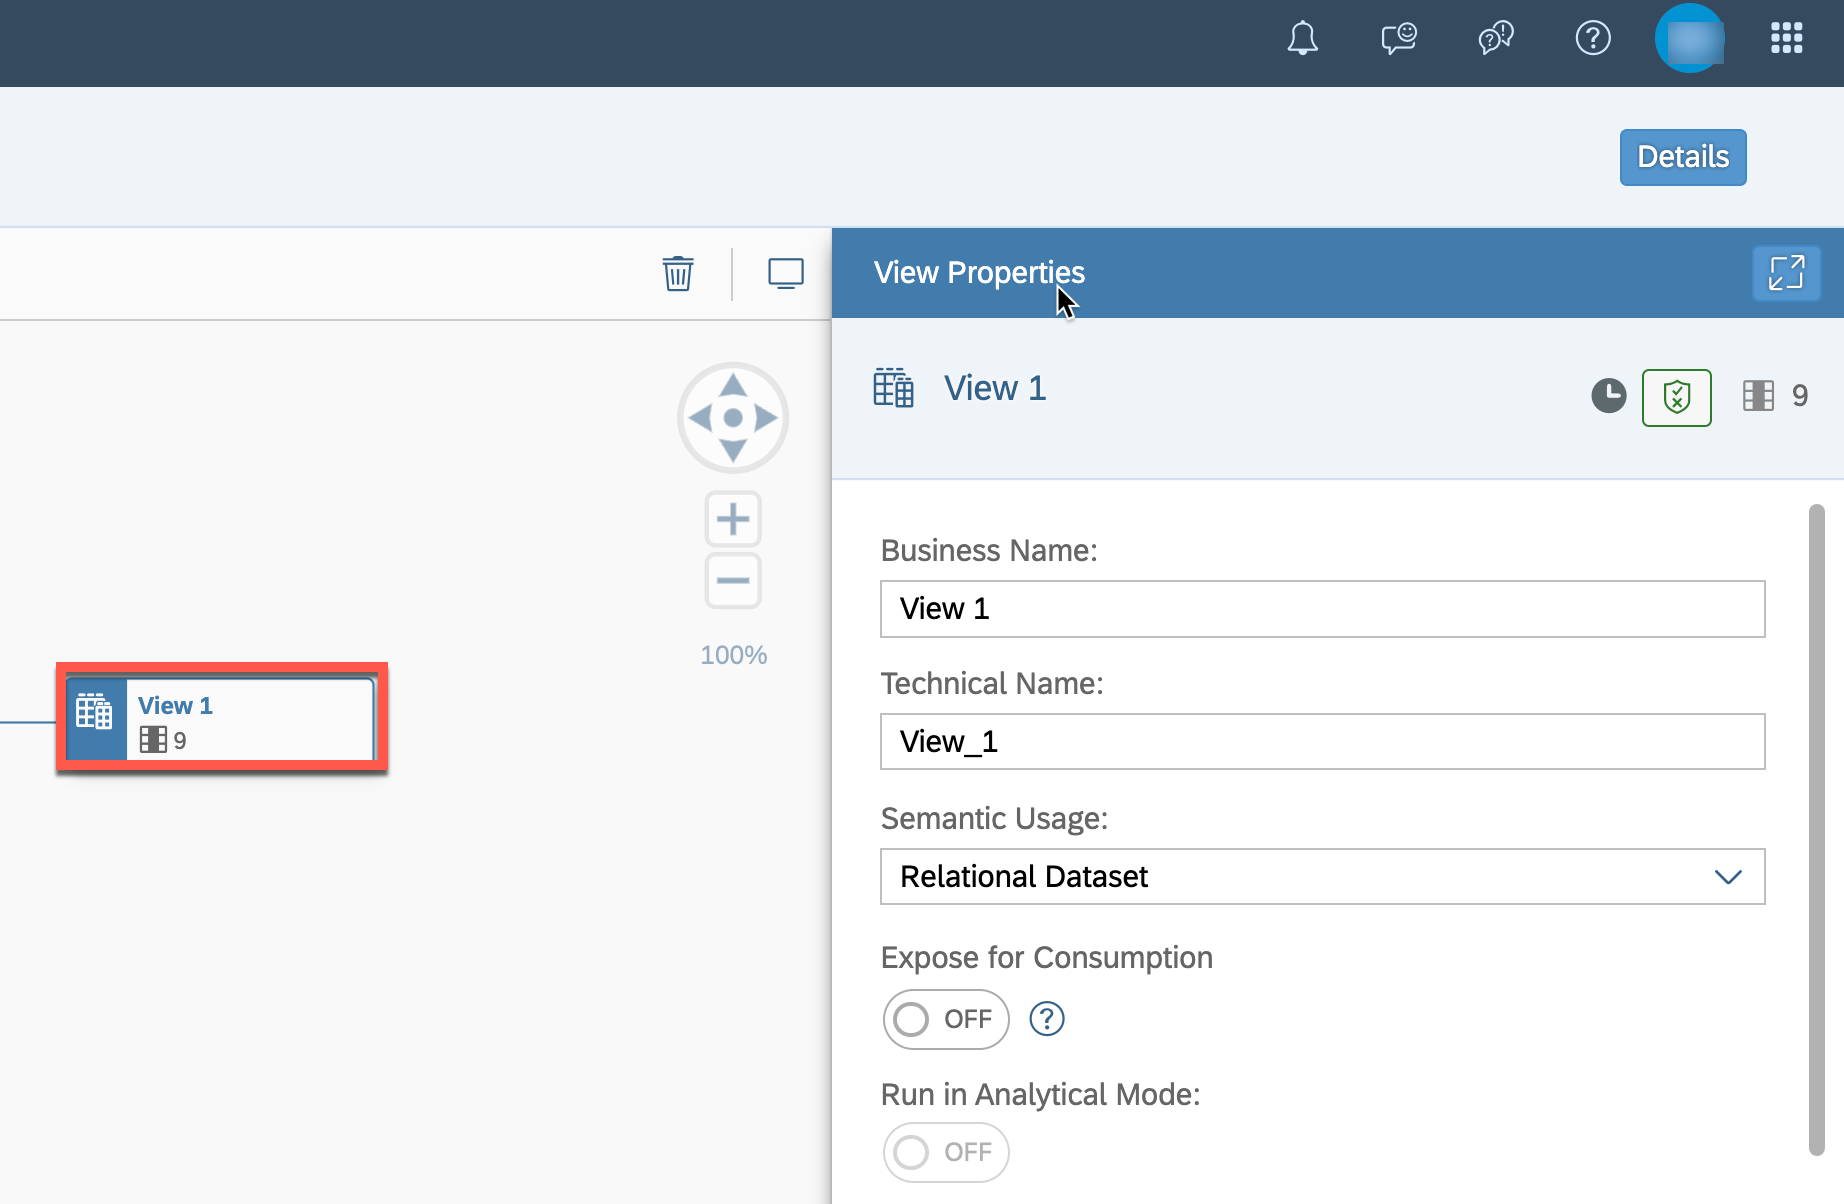 Details
View Properties
View 1
9
100%
View 1
9
Business Name:
View 1
Technical Name:
View_1
Semantic Usage:
Relational Dataset
Expose for Consumption
OFF
Run in Analytical Mode:
OFF